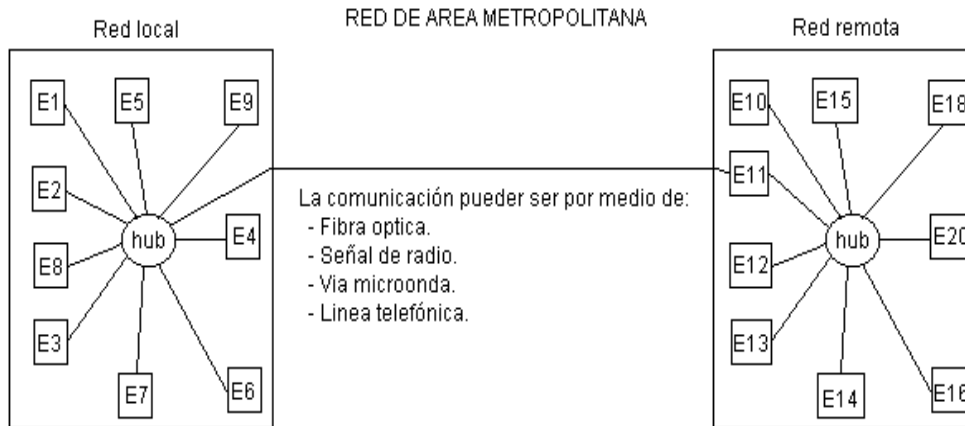 RED DE AREA METROPOLITANA
Red local
Red remota
E1
E5
E9
E2
E8
hub
E4
E3
E7
E6
La comunicación pueder ser por medio de:
- Fibra optica.
- Señal de radio.
- Via microonda.
- Linea telefónica.
E10
E15
E18
E11
hub
E20
E12
E13
E14
E16